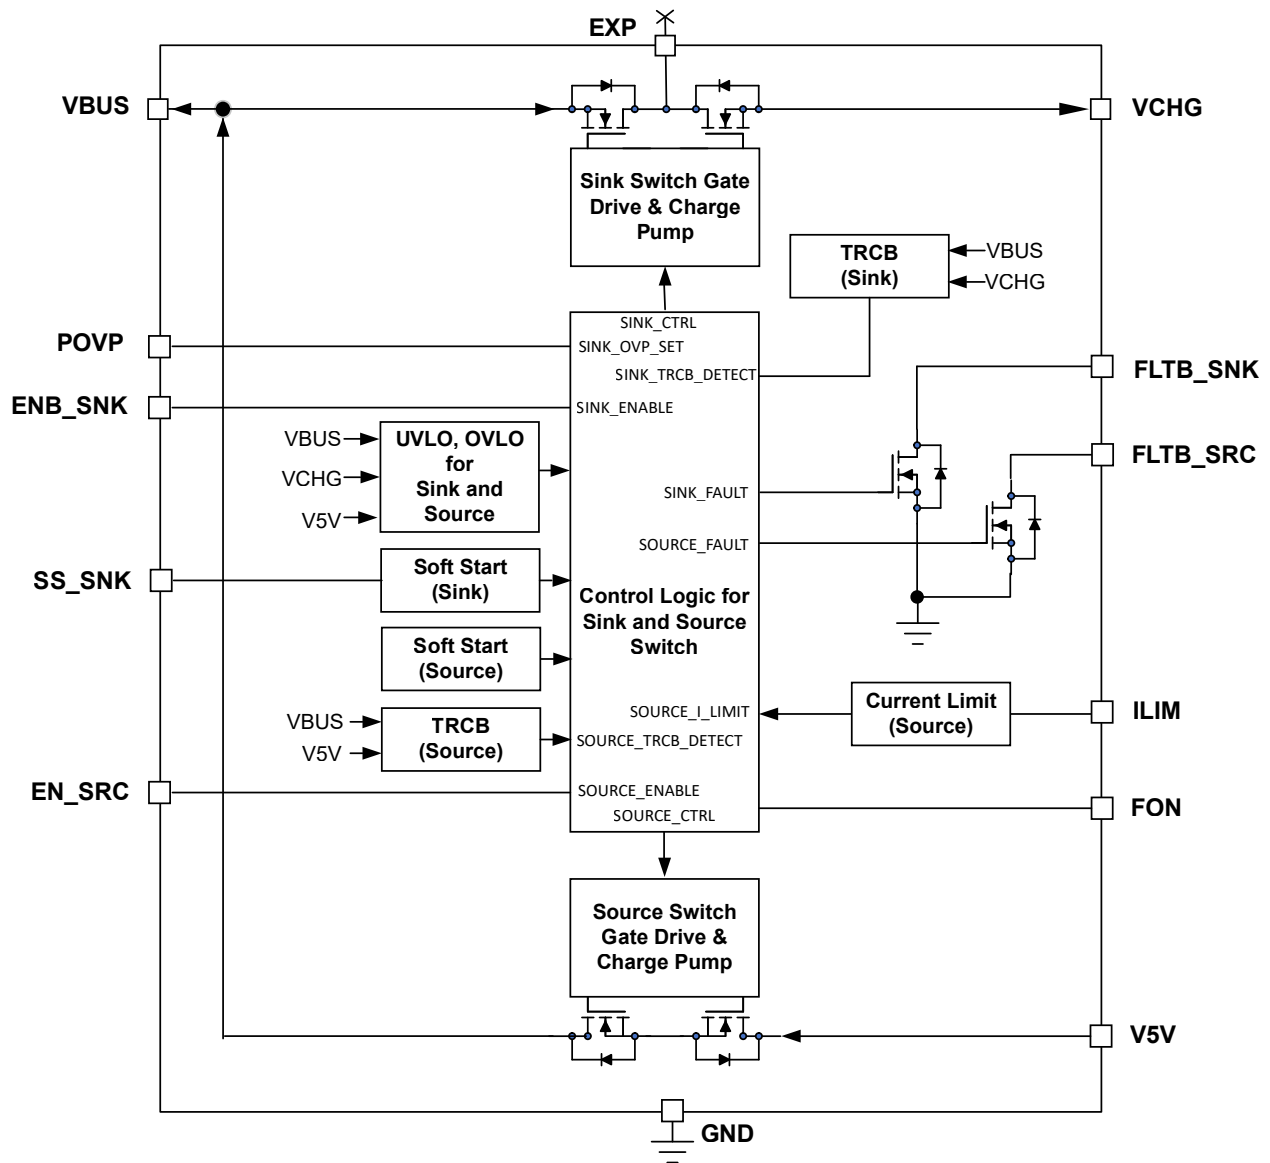 EXP
VBUS
VCHG
Sink Switch Gate
Drive & Charge
Pump
TRCB
(Sink)
VBUS
VCHG
SINK_CTRL
POVP
SINK_OVP_SET
SINK_TRCB_DETECT
FLTB_SNK
ENB_SNK
SINK_ENABLE
VBUS
VCHG
V5V
UVLO, OVLO
for
Sink and
Source
FLTB_SRC
SINK_FAULT
SOURCE_FAULT
SS_SNK
Soft Start
(Sink)
Control Logic for
Sink and Source
Switch
Soft Start
(Source)
VBUS
V5V
TRCB
(Source)
SOURCE_I_LIMIT
SOURCE_TRCB_DETECT
Current Limit
(Source)
ILIM
EN_SRC
SOURCE_ENABLE
SOURCE_CTRL
FON
Source Switch
Gate Drive &
Charge Pump
V5V
GND